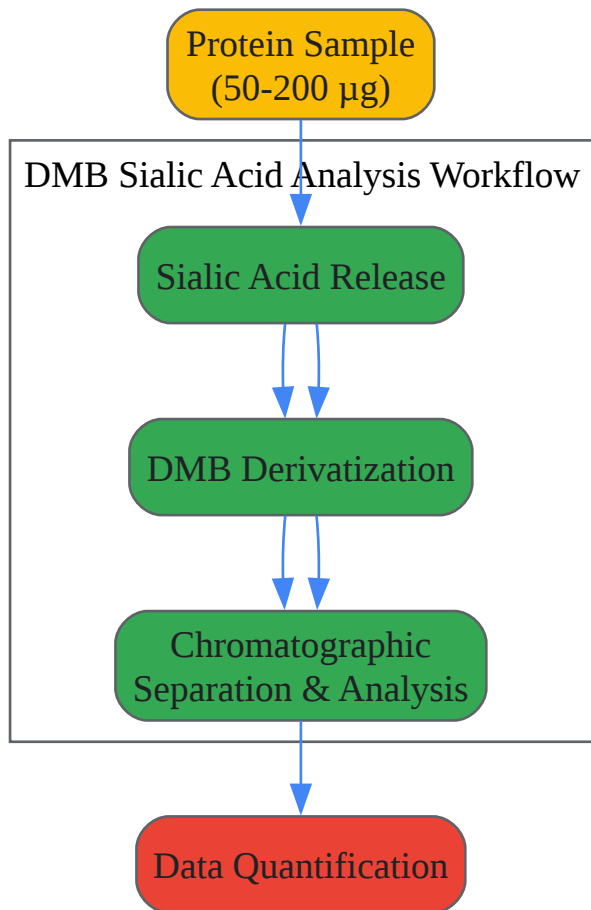 Protein Sample
(50-200 µg)
DMB Sialic Acid Analysis Workflow
Sialic Acid Release
DMB Derivatization
Chromatographic
Separation & Analysis
Data Quantification